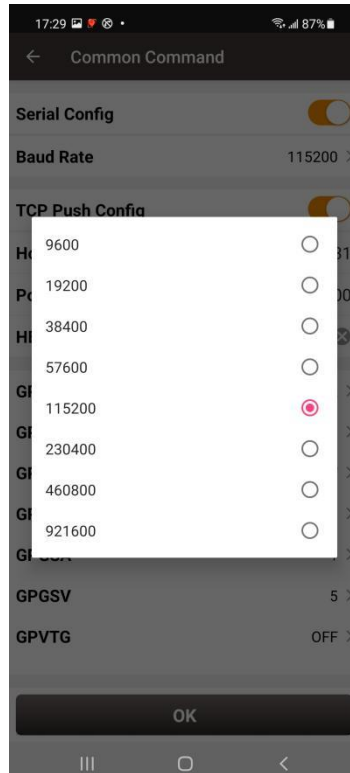 17:29 87%
Common Command
Serial Config
Baud Rate 115200
TCP Push Config
9600
19200
38400
57600
115200
230400
460800
921600
GPGSV 5
GPVTG OFF
OK